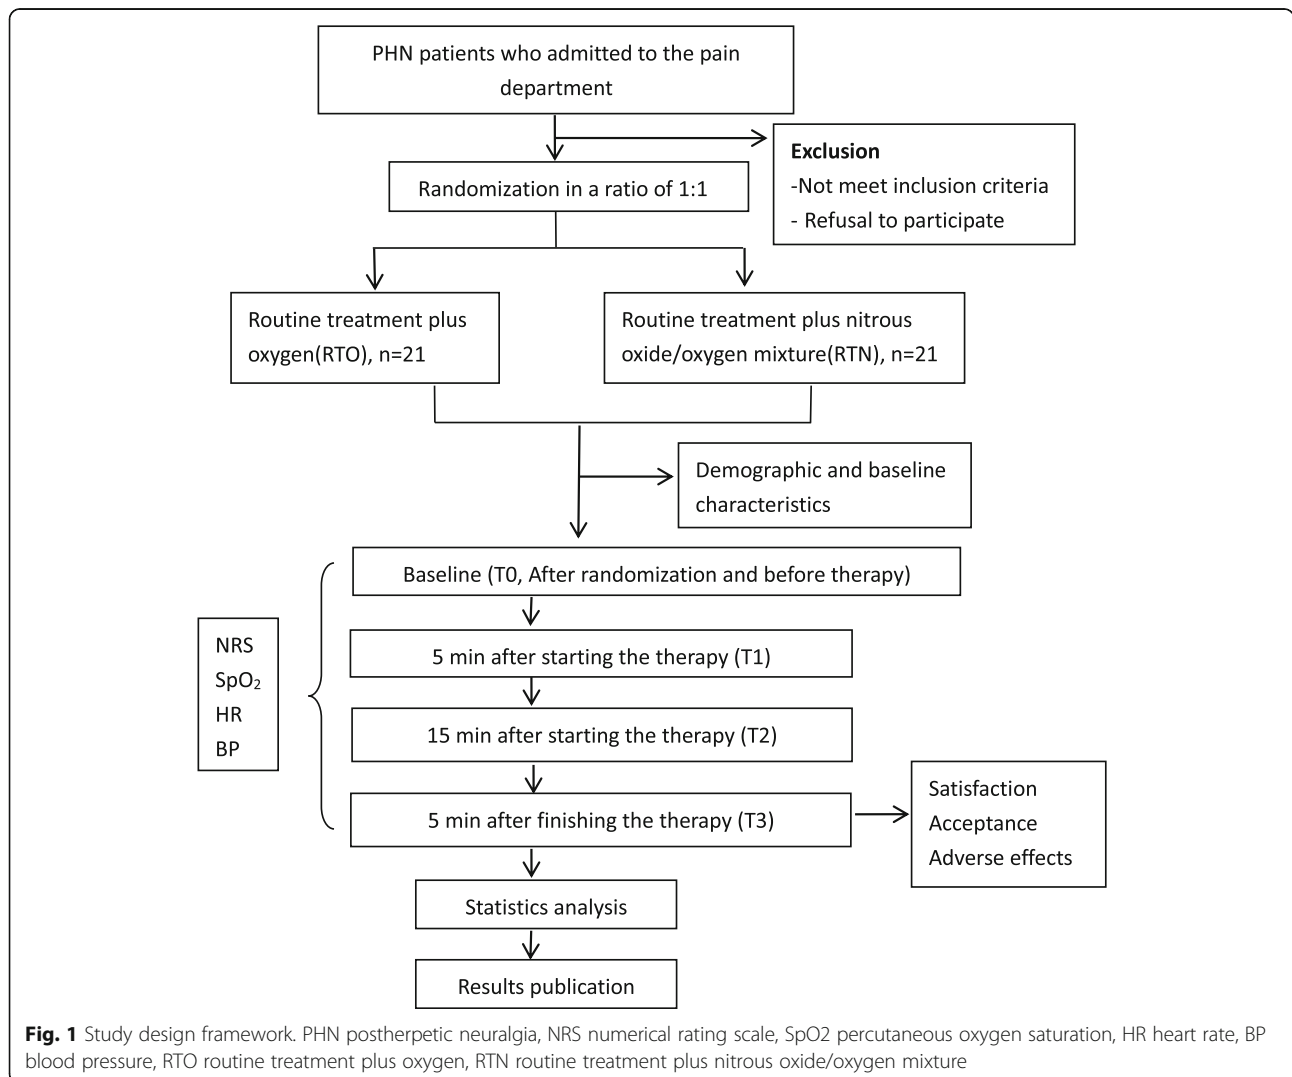 PHN patients who admitted to the pain
department
Exclusion
-Not meet inclusion criteria
- Refusal to participate
Randomization in a ratio of 1:1
Routine treatment plus
oxygen(RTO), n=21
Routine treatment plus nitrous
oxide/oxygen mixture(RTN), n=21
Demographic and baseline
characteristics
Baseline (T0, After randomization and before therapy)
NRS
SpO₂
HR
BP
5 min after starting the therapy (T1)
15 min after starting the therapy (T2)
5 min after finishing the therapy (T3)
Satisfaction
Acceptance
Adverse effects
Statistics analysis
Results publication
Fig. 1 Study design framework. PHN postherpetic neuralgia, NRS numerical rating scale, SpO2 percutaneous oxygen saturation, HR heart rate, BP
blood pressure, RTO routine treatment plus oxygen, RTN routine treatment plus nitrous oxide/oxygen mixture